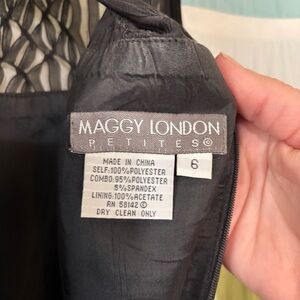 MAGGY LONDON
PETITES®
6
MADE IN CHINA
SELF:100%POLYESTER
COMBO:95%POLYESTER
5%SPANDEX
LINING:100%ACETATE
RN 58142 ©
DRY CLEAN ONLY